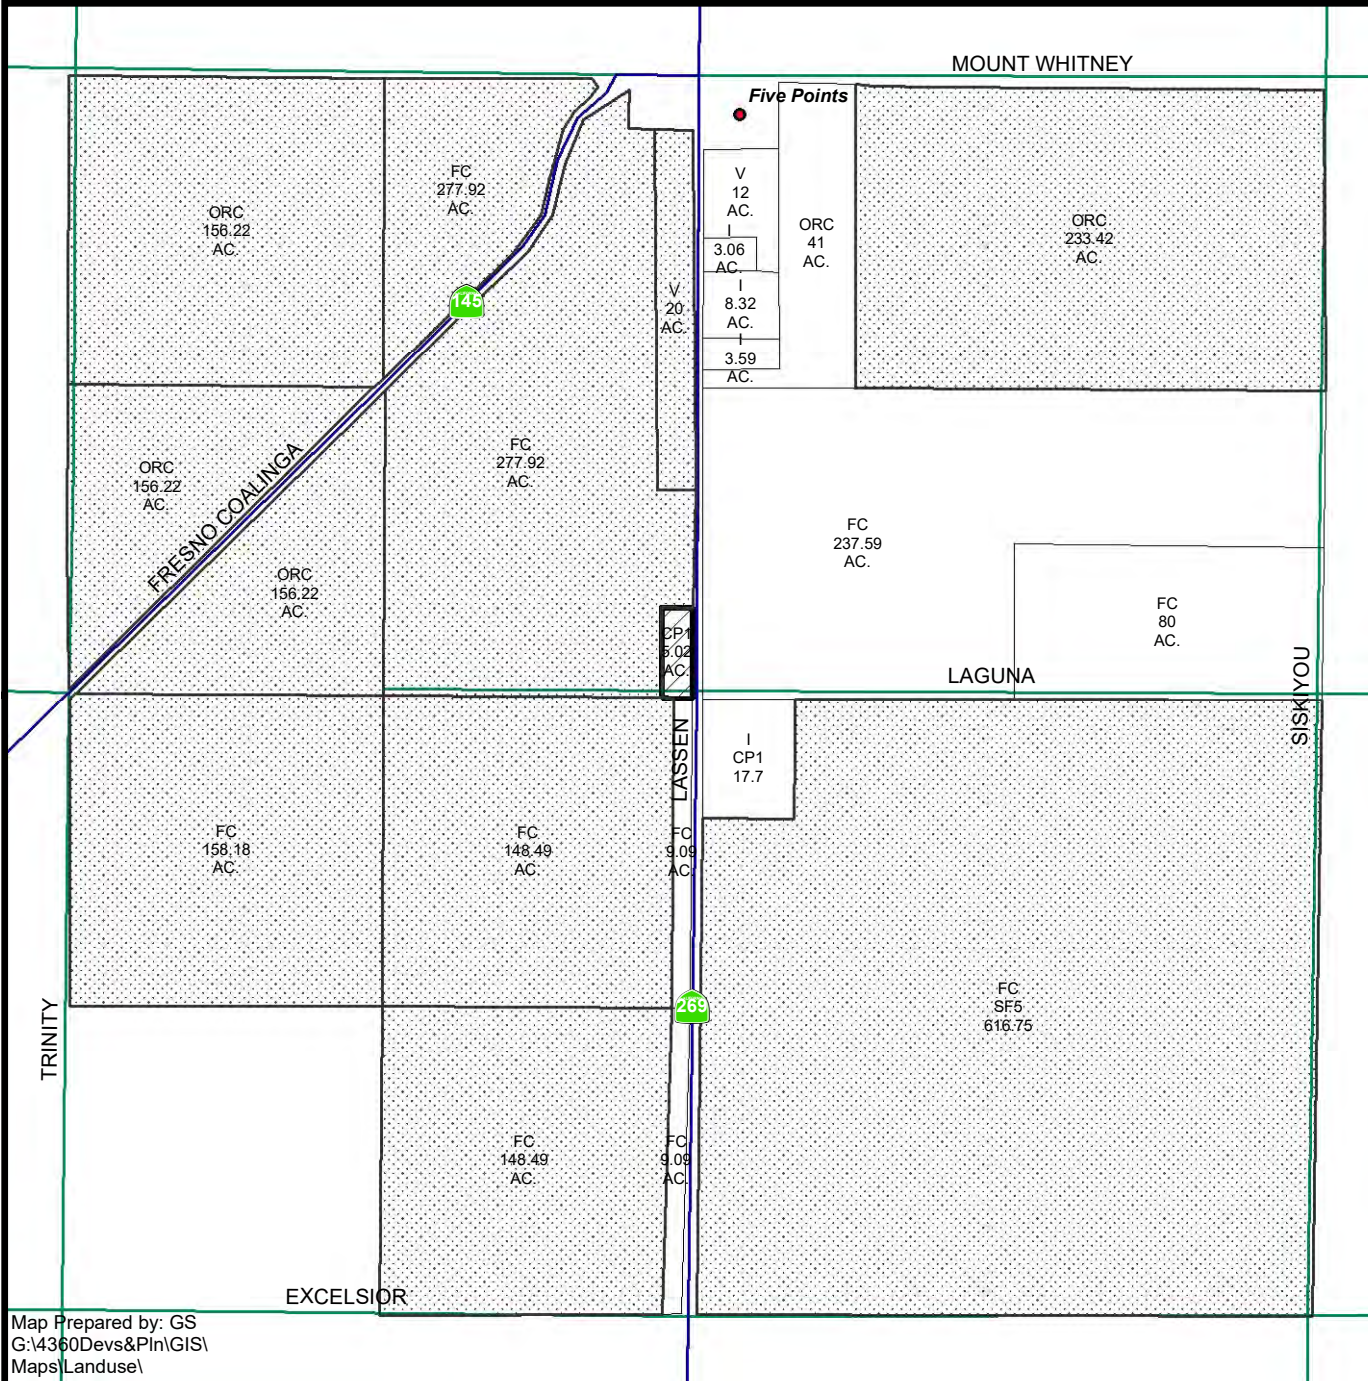 MOUNT WHITNEY
Five Points
FC
277.92
AC.
V
12
AC.
ORC
156.22
AC.
ORC
41
AC.
ORC
233.42
AC.
I
3.06
AC.
V
20
AC.
145
I
8.32
AC.
I
3.59
AC.
FC
277.92
AC.
ORC
156.22
AC.
FRESNO COALINGA
FC
237.59
AC.
ORC
156.22
AC.
FC
80
AC.
CP1
5.02
AC.
LAGUNA
SISKIYOU
LASSEN
I
CP1
17.7
FC
158.18
AC.
FC
148.49
AC.
FC
9.09
AC.
269
FC
SF5
616.75
TRINITY
FC
148.49
AC.
FC
9.09
AC.
EXCELSIOR
Map Prepared by: GS
G:\4360Devs&Pln\GIS\
Maps\Landuse\